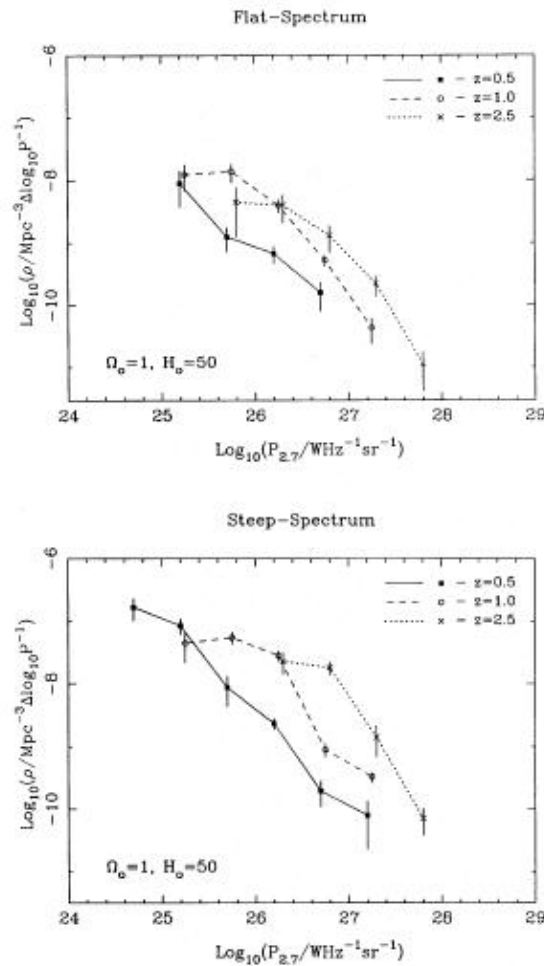 Flat-Spectrum
-6
-8
-10
z=0.5
z=1.0
z=2.5
Log₁₀(ρ/Mpc⁻³Δlog₁₀P⁻¹)
Ω₀=1, H₀=50
24 25 26 27 28 29
Log₁₀(P₂.₇/WHz⁻¹sr⁻¹)
Steep-Spectrum
-6
-8
-10
z=0.5
z=1.0
z=2.5
Log₁₀(ρ/Mpc⁻³Δlog₁₀P⁻¹)
Ω₀=1, H₀=50
24 25 26 27 28 29
Log₁₀(P₂.₇/WHz⁻¹sr⁻¹)